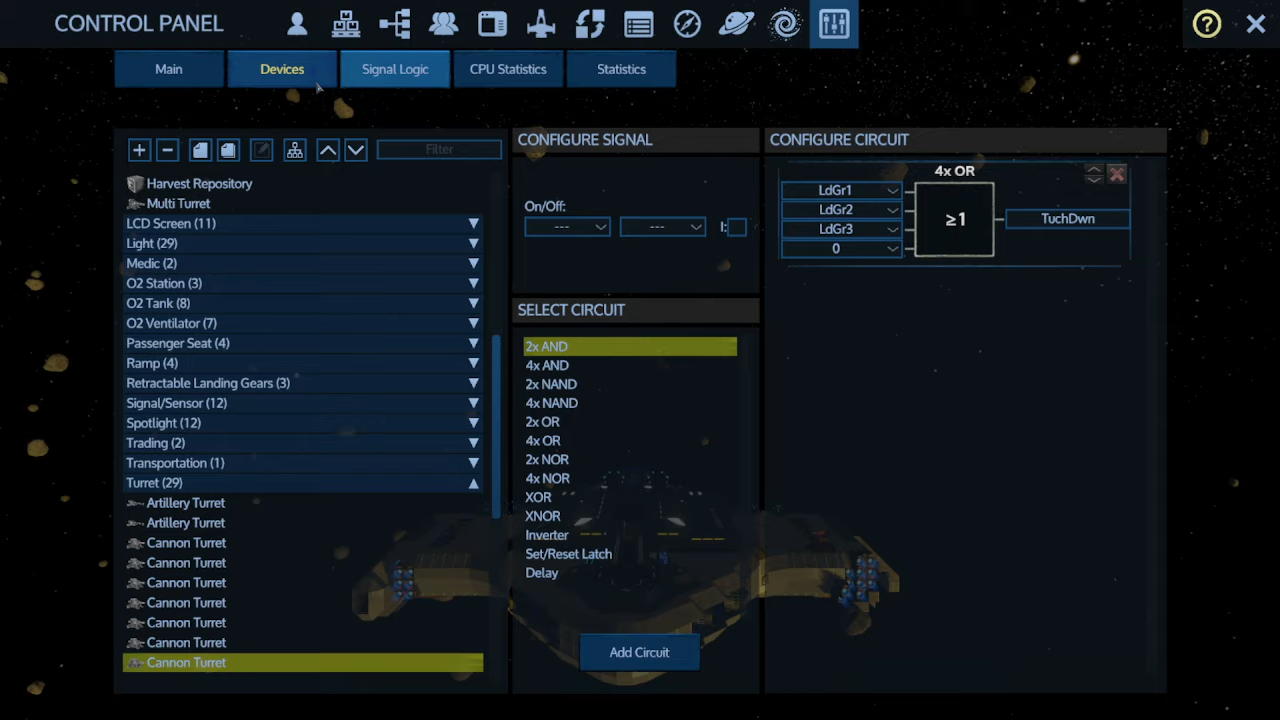 CONTROL PANEL
?
Main
Devices
Signal Logic
CPU Statistics
Statistics
Filter
Harvest Repository
Multi Turret
LCD Screen (11)
Light (29)
Medic (2)
O2 Station (3)
O2 Tank (8)
O2 Ventilator (7)
Passenger Seat (4)
Ramp (4)
Retractable Landing Gears (3)
Signal/Sensor (12)
Spotlight (12)
Trading (2)
Transportation (1)
Turret (29)
Artillery Turret
Artillery Turret
Cannon Turret
Cannon Turret
Cannon Turret
Cannon Turret
Cannon Turret
Cannon Turret
Cannon Turret
CONFIGURE SIGNAL
On/Off:
--- --- I:
SELECT CIRCUIT
2x AND
4x AND
2x NAND
4x NAND
2x OR
4x OR
2x NOR
4x NOR
XOR
XNOR
Inverter
Set/Reset Latch
Delay
Add Circuit
CONFIGURE CIRCUIT
4x OR
LdGr1
LdGr2
LdGr3
0
≥1
TuchDwn